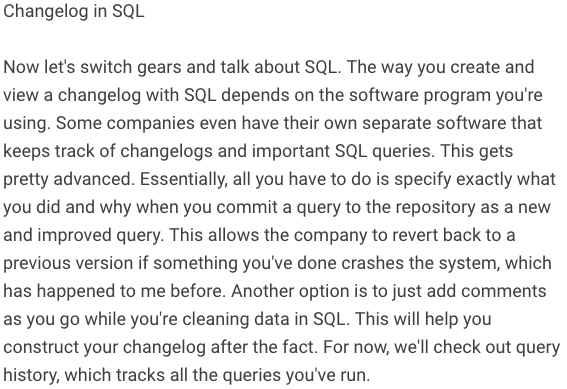 Changelog in SQL
Now let's switch gears and talk about SQL. The way you create and
view a changelog with SQL depends on the software program you're
using. Some companies even have their own separate software that
keeps track of changelogs and important SQL queries. This gets
pretty advanced. Essentially, all you have to do is specify exactly what
you did and why when you commit a query to the repository as a new
and improved query. This allows the company to revert back to a
previous version if something you've done crashes the system, which
has happened to me before. Another option is to just add comments
as you go while you're cleaning data in SQL. This will help you
construct your changelog after the fact. For now, we'll check out query
history, which tracks all the queries you've run.